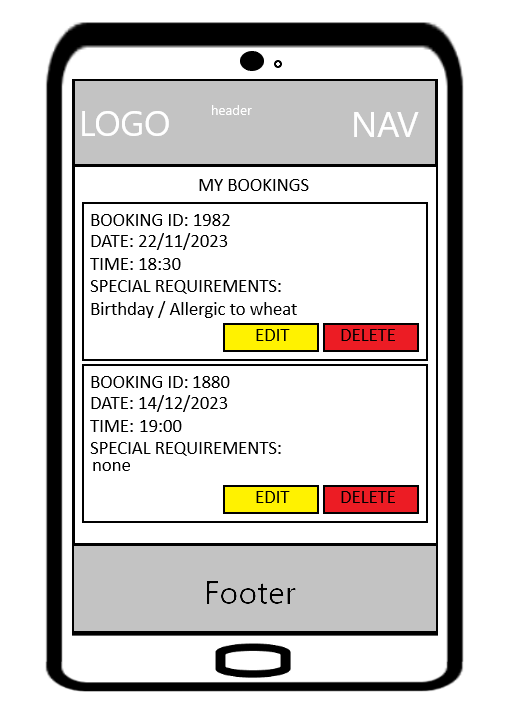 LOGO
header
NAV
MY BOOKINGS
BOOKING ID: 1982
DATE: 22/11/2023
TIME: 18:30
SPECIAL REQUIREMENTS:
Birthday / Allergic to wheat
EDIT
DELETE
BOOKING ID: 1880
DATE: 14/12/2023
TIME: 19:00
SPECIAL REQUIREMENTS:
none
EDIT
DELETE
Footer